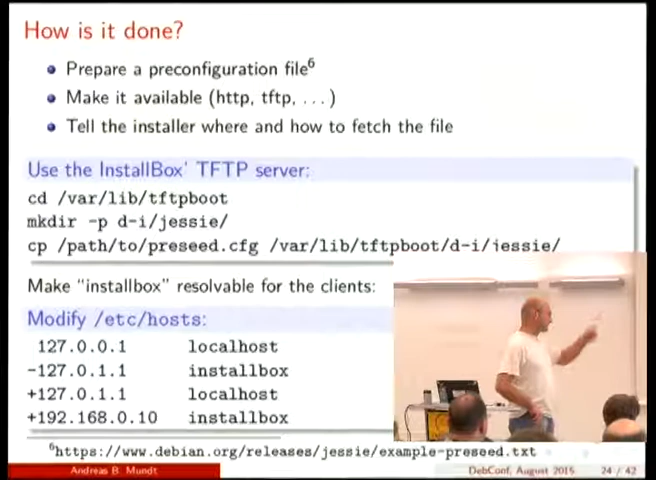 How is it done?
Prepare a preconfiguration file6
Make it available (http, tftp, ...)
Tell the installer where and how to fetch the file
Use the InstallBox' TFTP server:
cd /var/lib/tftpboot
mkdir -p d-i/jessie/
cp /path/to/preseed.cfg /var/lib/tftpboot/d-i/jessie/
Make "installbox" resolvable for the clients:
Modify /etc/hosts:
127.0.0.1 localhost
-127.0.1.1 installbox
+127.0.1.1 localhost
+192.168.0.10 installbox
6https://www.debian.org/releases/jessie/example-preseed.txt
Andreas B. Mundt DebConf, August 2015 24 / 42